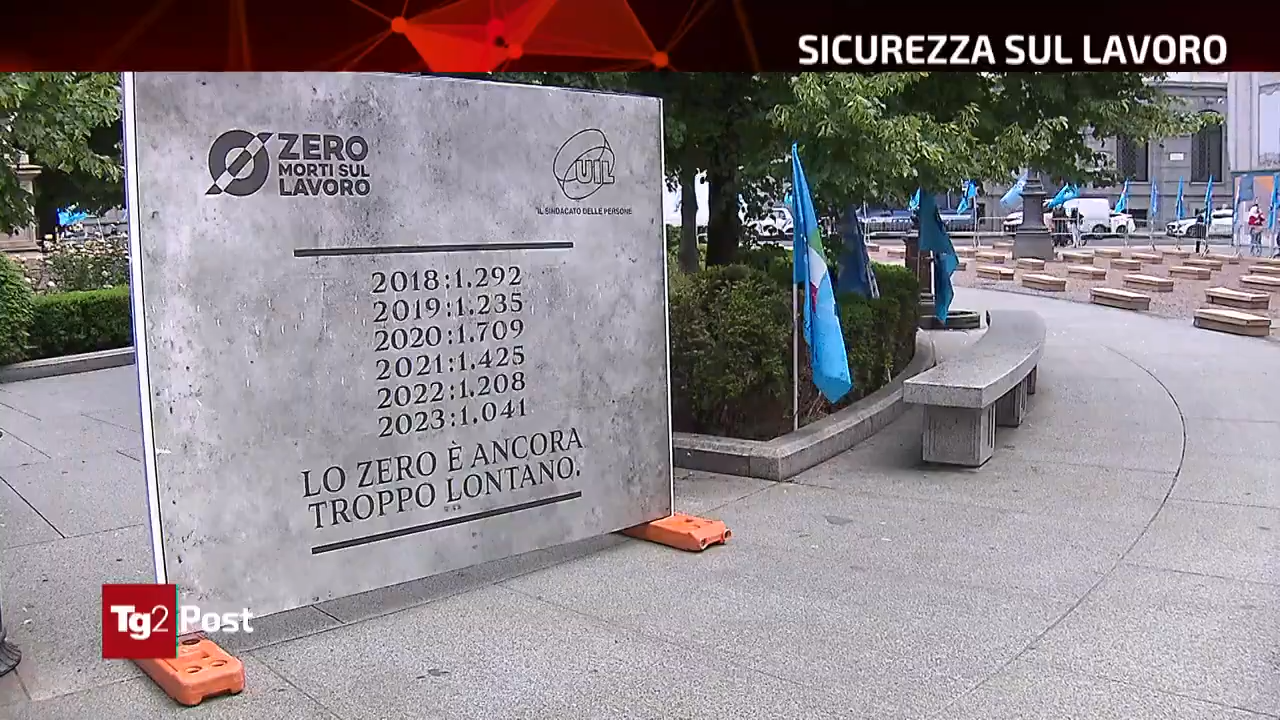 SICUREZZA SUL LAVORO
ZERO
MORTI SUL
LAVORO
UIL
IL SINDACATO DELLE PERSONE
2018:1.292
2019:1.235
2020:1.709
2021:1.425
2022:1.208
2023:1.041
LO ZERO È ANCORA
TROPPO LONTANO.
Tg2 Post